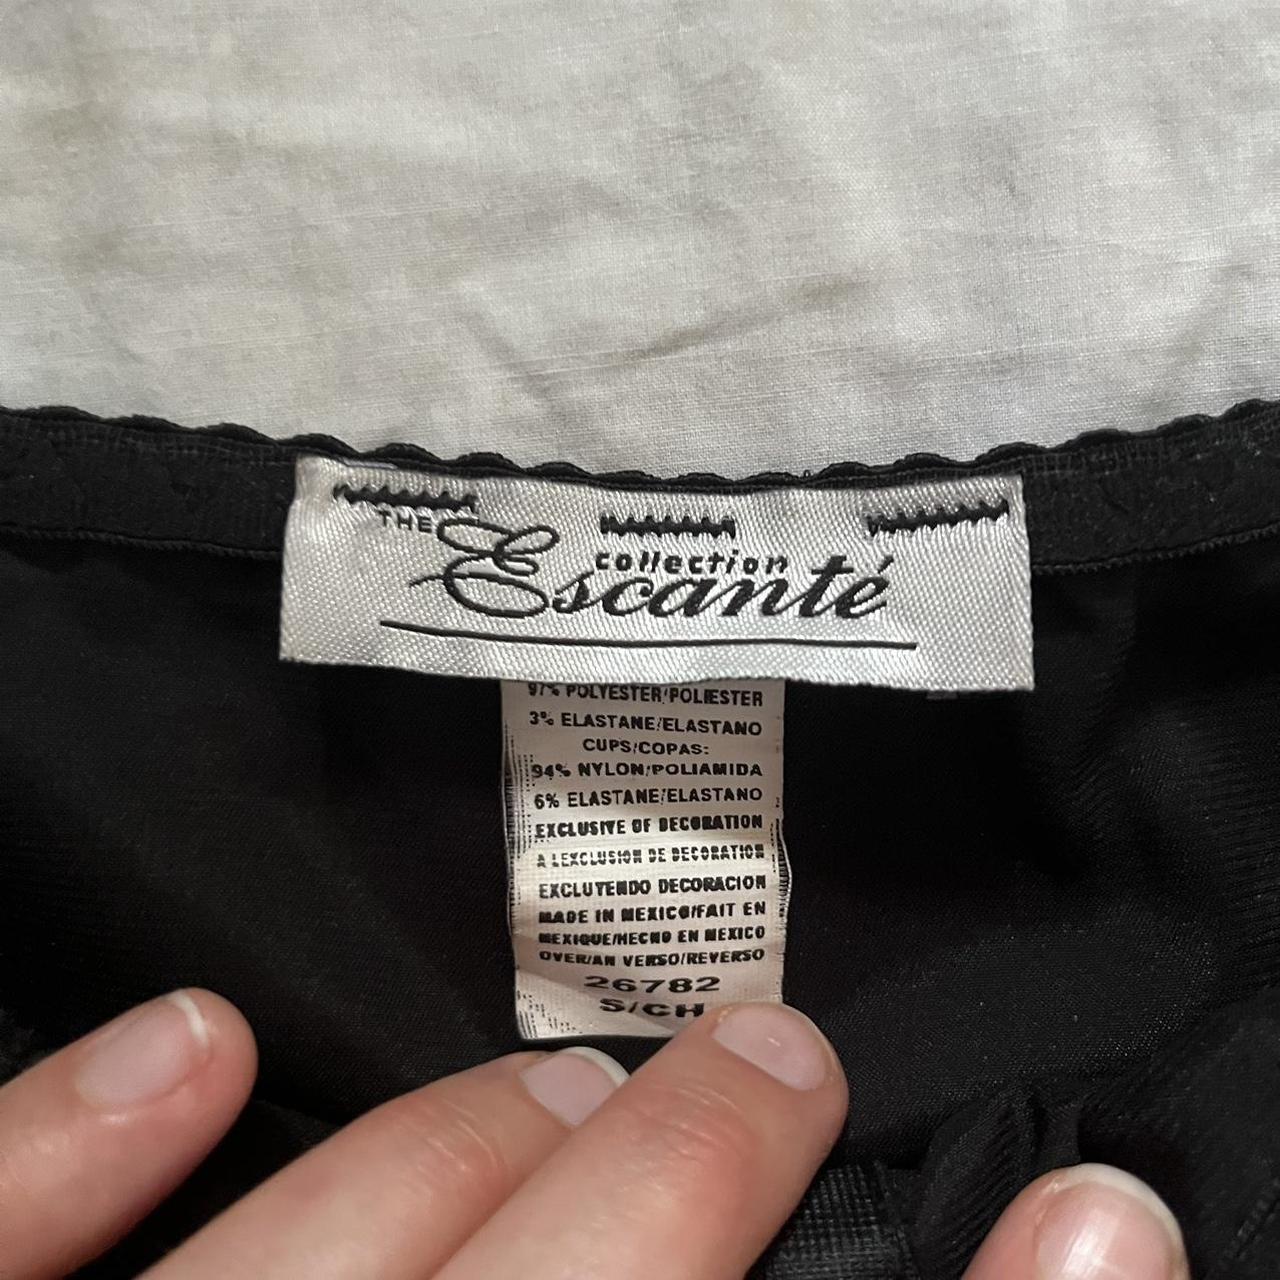 THE
collection
Escanté
97% POLYESTER/POLIESTER
3% ELASTANE/ELASTANO
CUPS/COPAS:
94% NYLON/POLIAMIDA
6% ELASTANE/ELASTANO
EXCLUSIVE OF DECORATION
A LEXCLUSION DE DECORATION
EXCLUYENDO DECORACION
MADE IN MEXICO/FAIT EN
MEXIQUE/HECHO EN MEXICO
OVER/AN VERSO/REVERSO
26782
S/CH